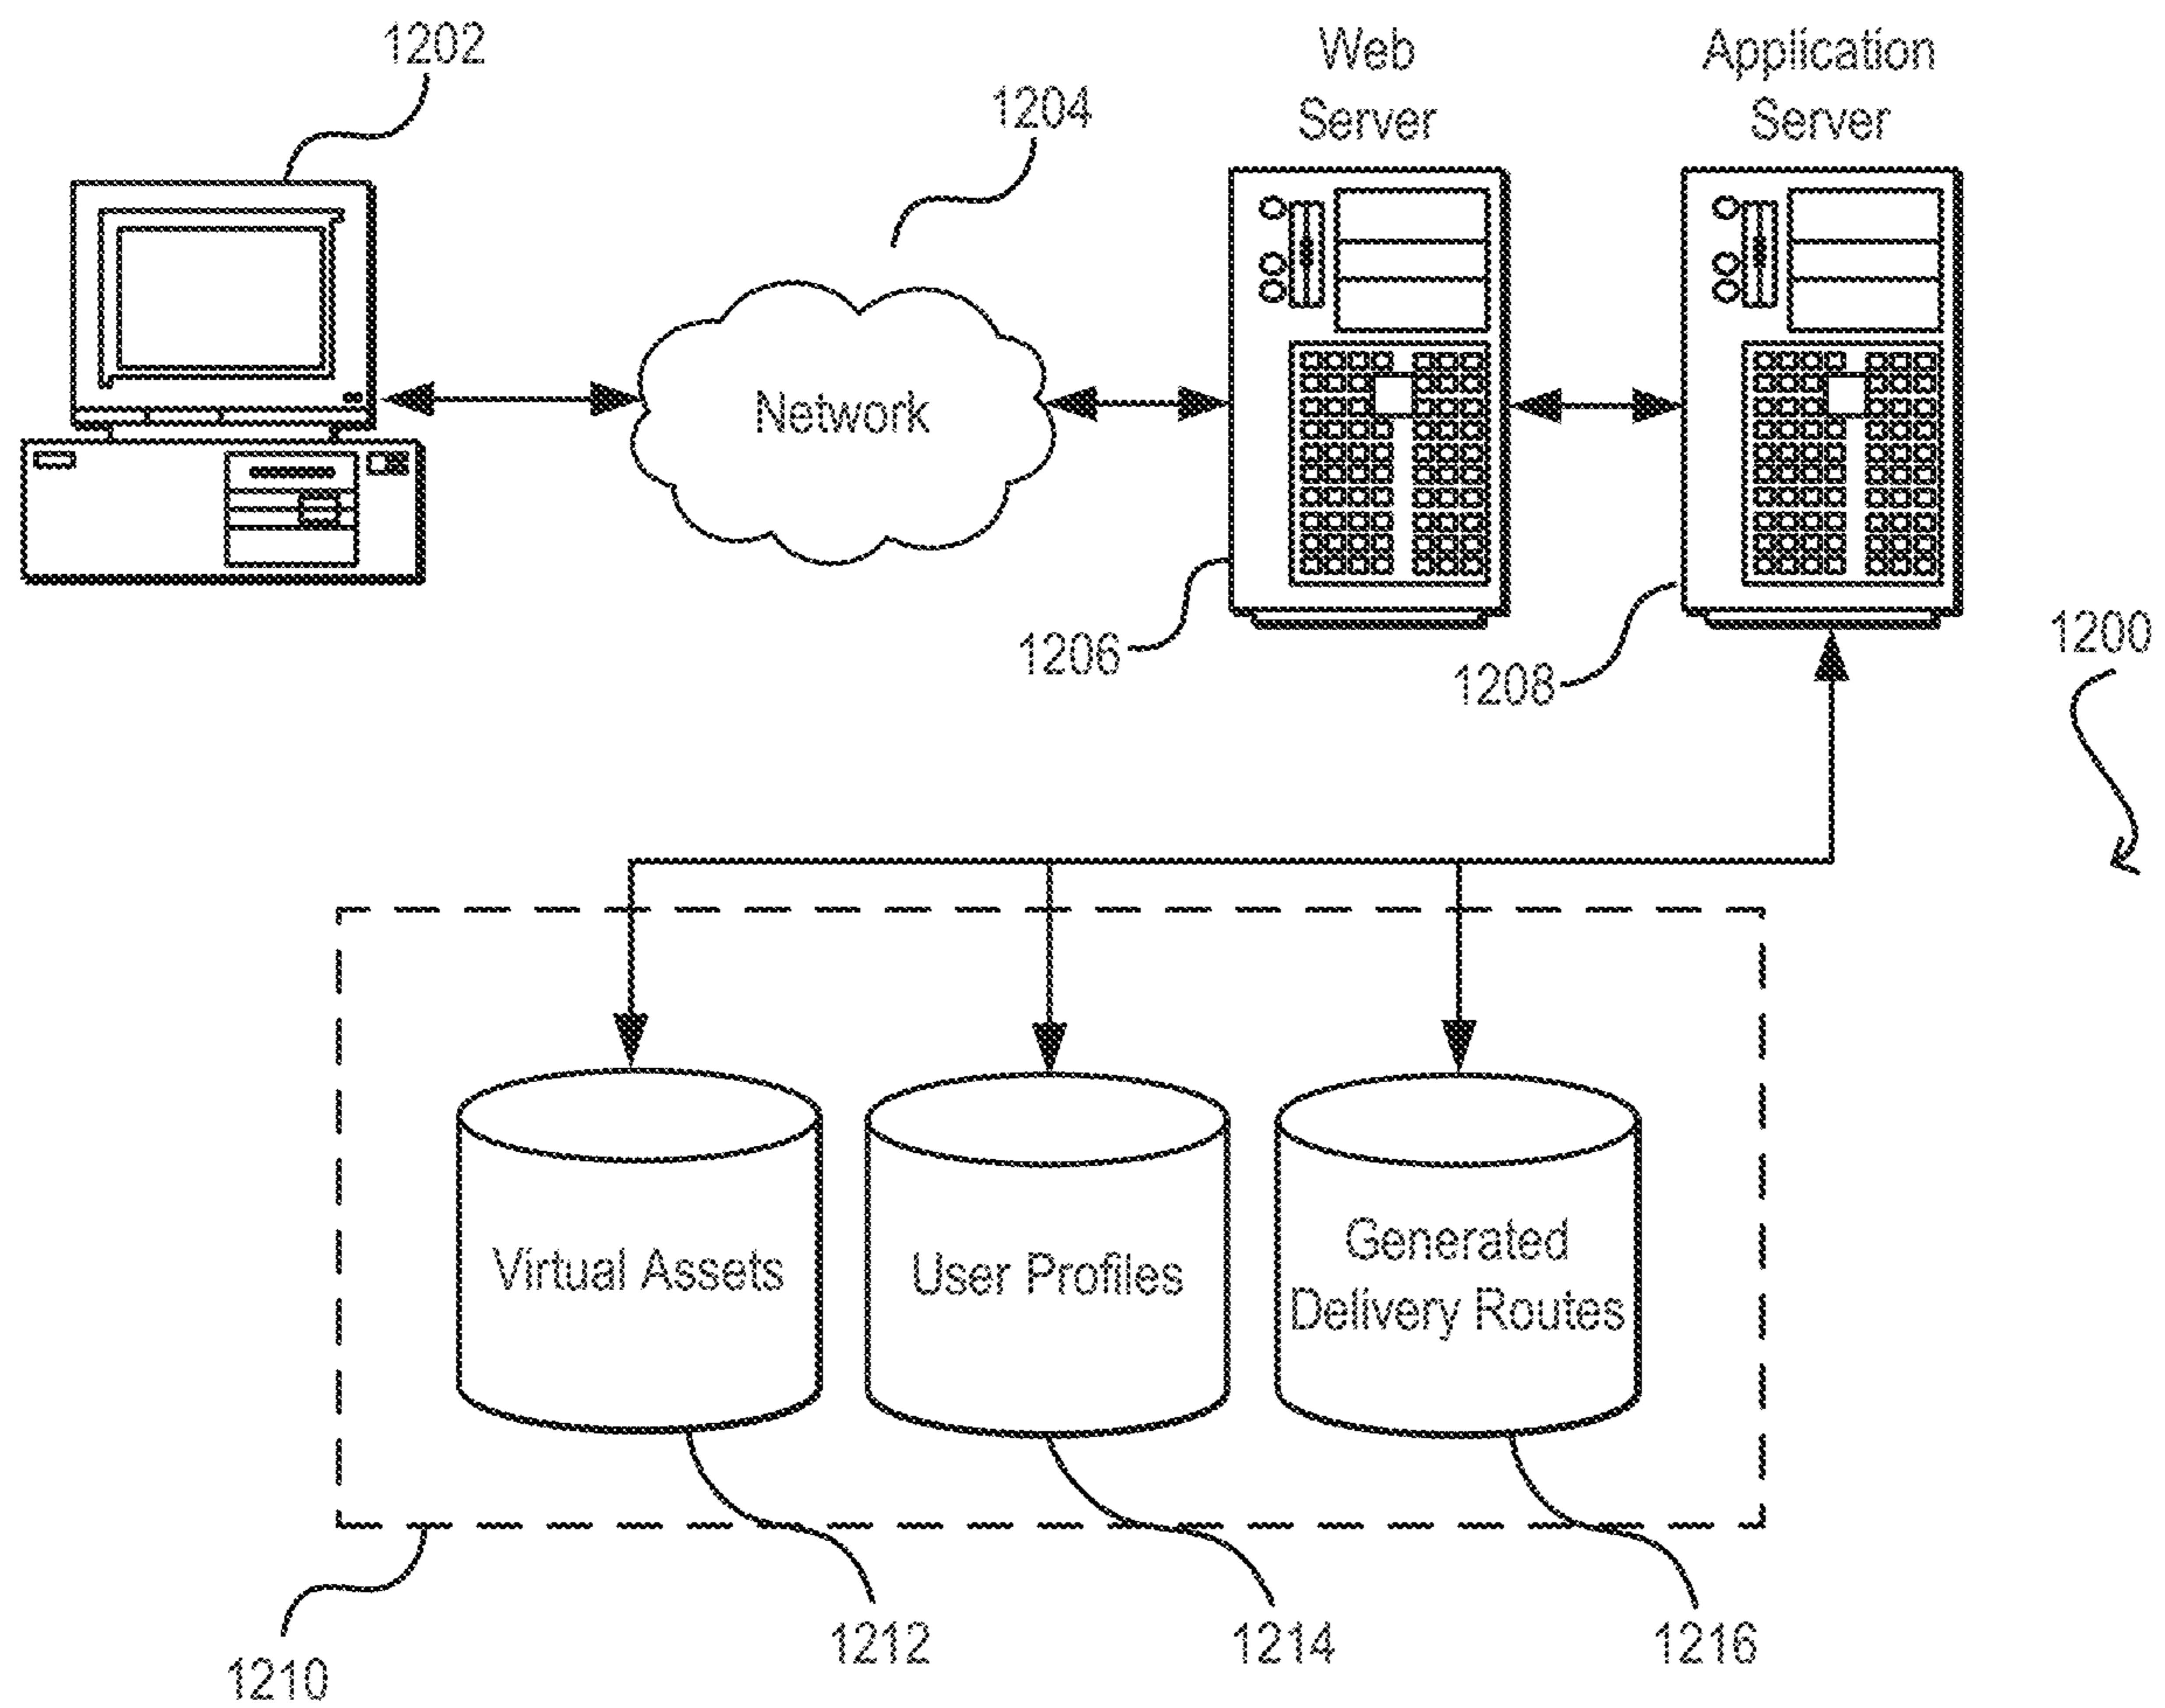 1202
1204
Web
Server
Application
Server
Network
1206
1208
1200
Virtual Assets
User Profiles
Generated
Delivery Routes
1210
1212
1214
1216